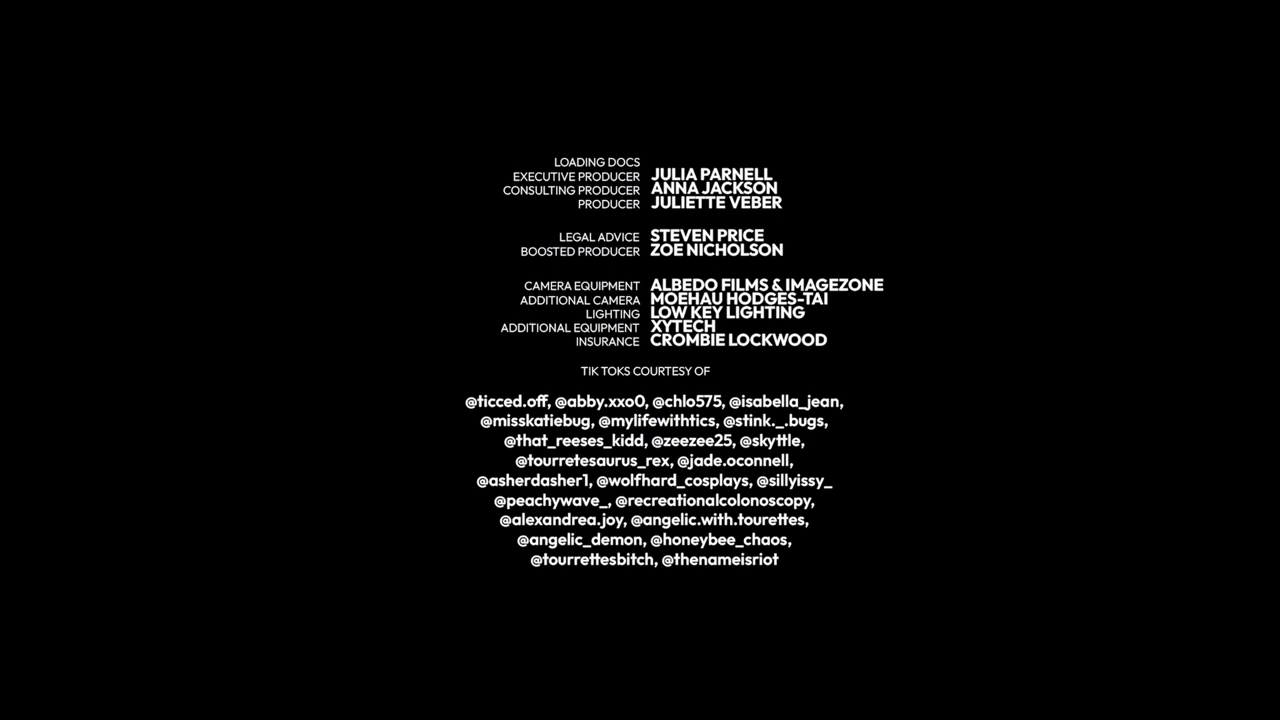 LOADING DOCS
EXECUTIVE PRODUCER JULIA PARNELL
CONSULTING PRODUCER ANNA JACKSON
PRODUCER JULIETTE VEBER
LEGAL ADVICE STEVEN PRICE
BOOSTED PRODUCER ZOE NICHOLSON
CAMERA EQUIPMENT ALBEDO FILMS & IMAGEZONE
ADDITIONAL CAMERA MOEHAU HODGES-TAI
LIGHTING LOW KEY LIGHTING
ADDITIONAL EQUIPMENT XYTECH
INSURANCE CROMBIE LOCKWOOD
TIK TOKS COURTESY OF
@ticced.off, @abby.xxo0, @chlo575, @isabella_jean,
@misskatiebug, @mylifewithtics, @stink._.bugs,
@that_reeses_kidd, @zeezee25, @skyttle,
@tourretesaurus_rex, @jade.oconnell,
@asherdasher1, @wolfhard_cosplays, @sillyissy_
@peachywave_, @recreationalcolonoscopy,
@alexandrea.joy, @angelic.with.tourettes,
@angelic_demon, @honeybee_chaos,
@tourrettesbitch, @thenameisriot